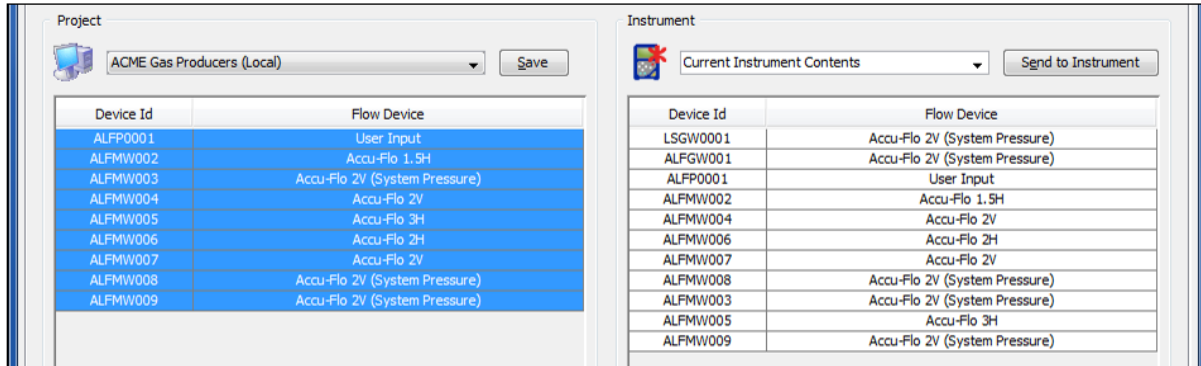 Project
ACME Gas Producers (Local)
Save
Device Id Flow Device
ALFP0001 User Input
ALFMW002 Accu-Flo 1.5H
ALFMW003 Accu-Flo 2V (System Pressure)
ALFMW004 Accu-Flo 2V
ALFMW005 Accu-Flo 3H
ALFMW006 Accu-Flo 2H
ALFMW007 Accu-Flo 2V
ALFMW008 Accu-Flo 2V (System Pressure)
ALFMW009 Accu-Flo 2V (System Pressure)
Instrument
Current Instrument Contents
Send to Instrument
Device Id Flow Device
LSGW0001 Accu-Flo 2V (System Pressure)
ALFGW001 Accu-Flo 2V (System Pressure)
ALFP0001 User Input
ALFMW002 Accu-Flo 1.5H
ALFMW004 Accu-Flo 2V
ALFMW006 Accu-Flo 2H
ALFMW007 Accu-Flo 2V
ALFMW008 Accu-Flo 2V (System Pressure)
ALFMW003 Accu-Flo 2V (System Pressure)
ALFMW005 Accu-Flo 3H
ALFMW009 Accu-Flo 2V (System Pressure)